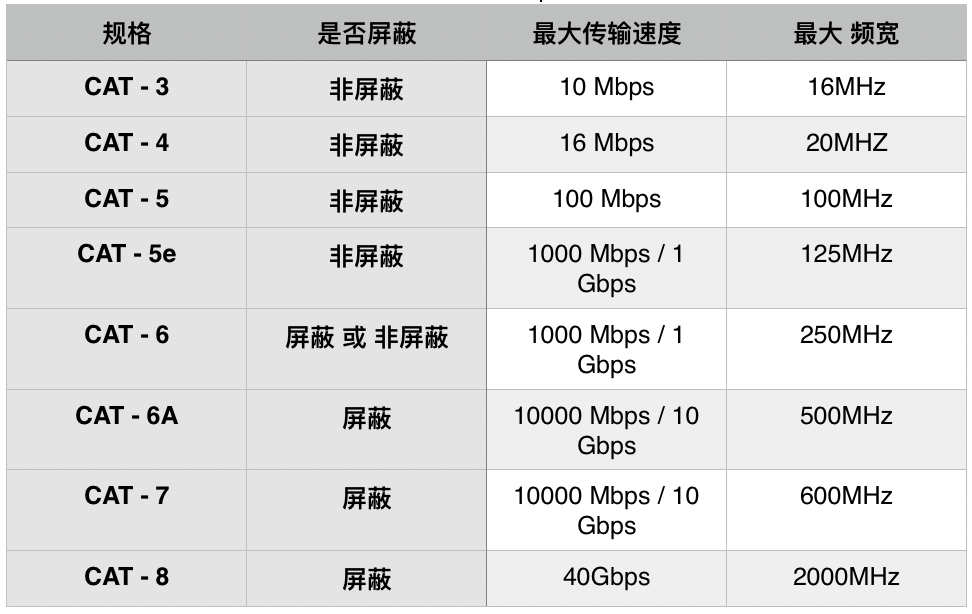 规格 是否屏蔽 最大传输速度 最大 频宽
CAT - 3 非屏蔽 10 Mbps 16MHz
CAT - 4 非屏蔽 16 Mbps 20MHZ
CAT - 5 非屏蔽 100 Mbps 100MHz
CAT - 5e 非屏蔽 1000 Mbps / 1 125MHz
Gbps
CAT - 6 屏蔽 或 非屏蔽 1000 Mbps / 1 250MHz
Gbps
CAT - 6A 屏蔽 10000 Mbps / 10 500MHz
Gbps
CAT - 7 屏蔽 10000 Mbps / 10 600MHz
Gbps
CAT - 8 屏蔽 40Gbps 2000MHz